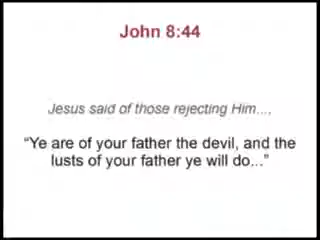 John 8:44
Jesus said of those rejecting Him...,
“Ye are of your father the devil, and the
lusts of your father ye will do...”